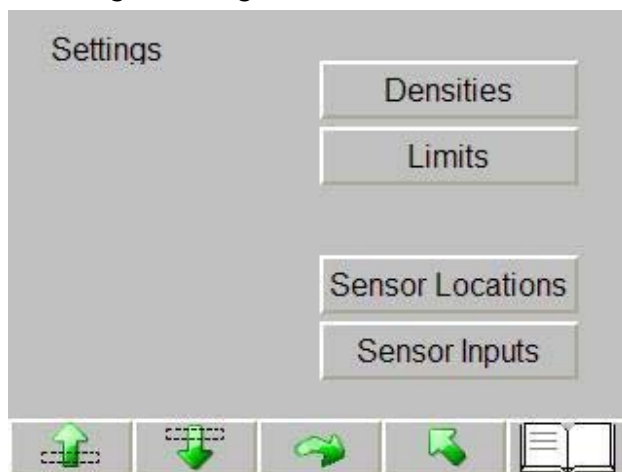 Settings
Densities
Limits
Sensor Locations
Sensor Inputs